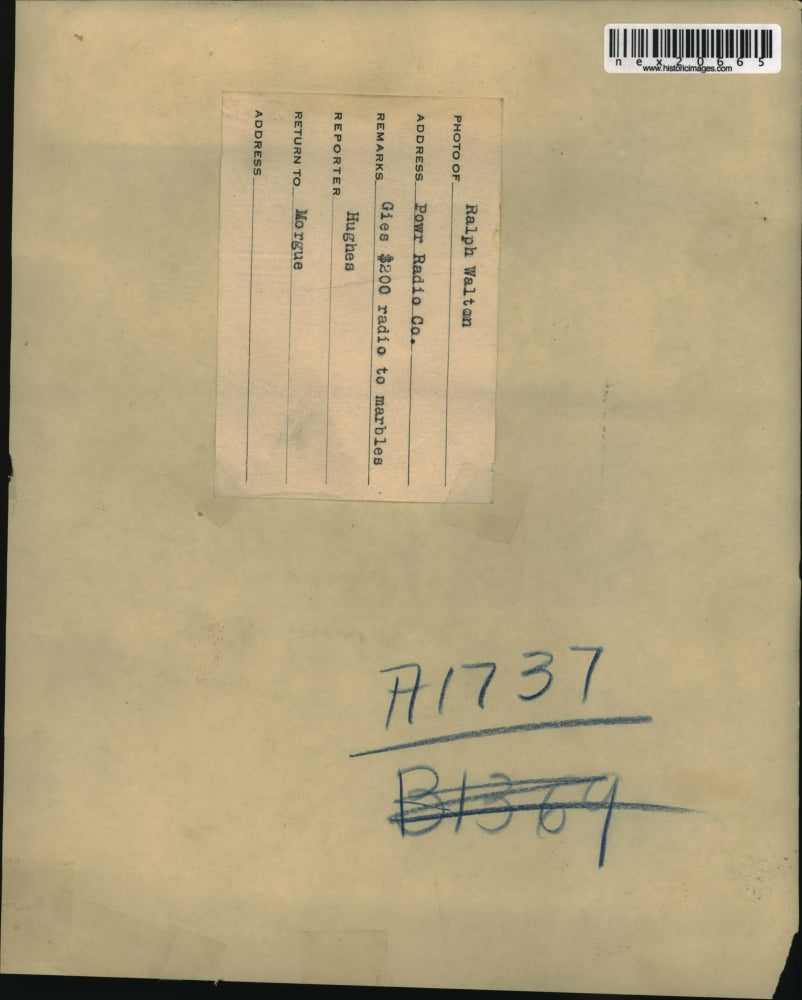 nex20665
www.historicimages.com
PHOTO OF Ralph Walton
ADDRESS Powr Radio Co.
REMARKS Gies $200 radio to marbles
REPORTER Hughes
RETURN TO Morgue
ADDRESS
A1737
B1369